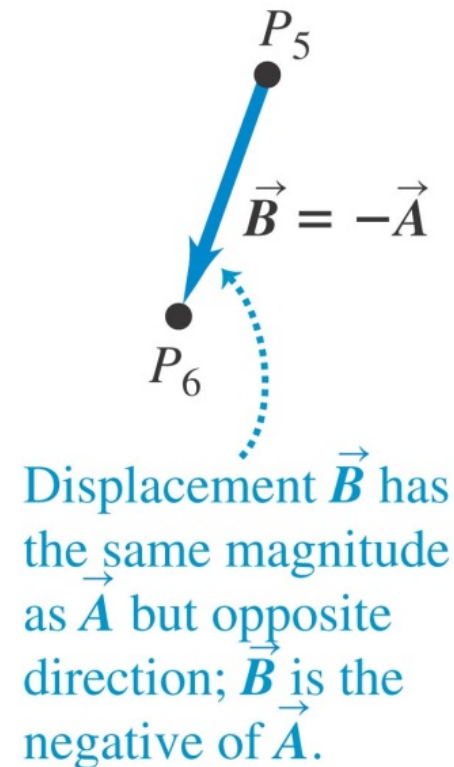 P₅
B⃗ = −A⃗
P₆
Displacement B⃗ has
the same magnitude
as A⃗ but opposite
direction; B⃗ is the
negative of A⃗.